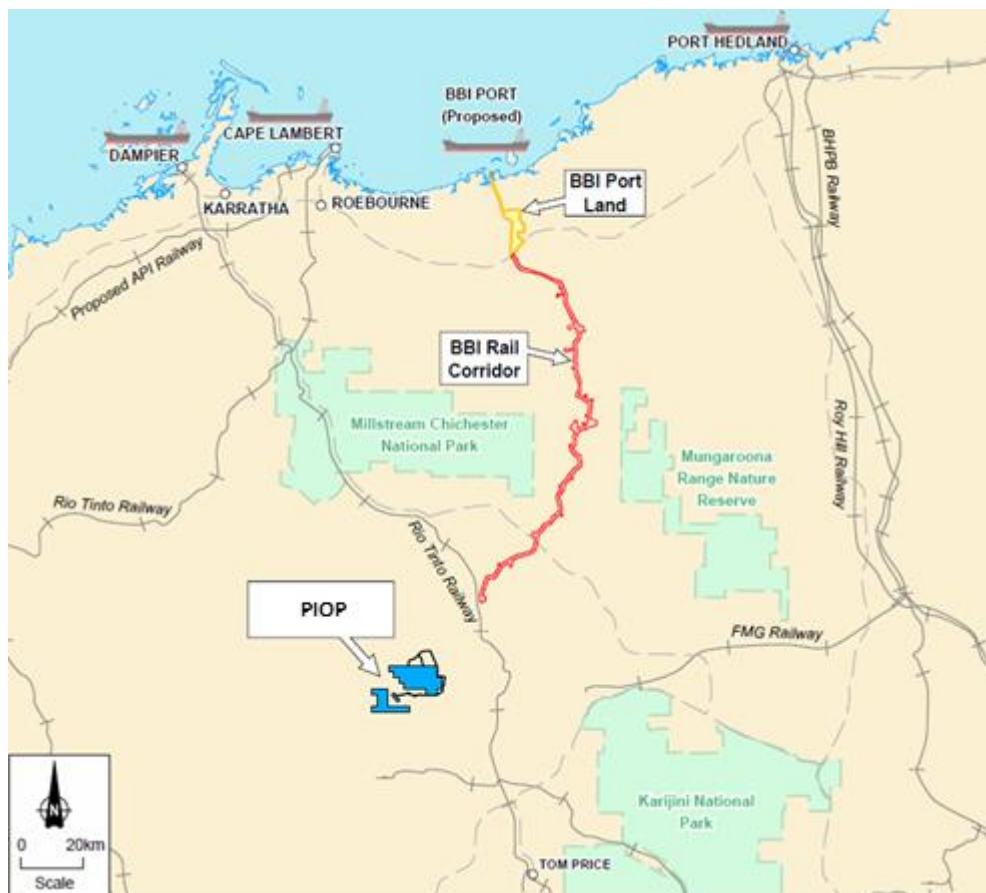 PORT HEDLAND
BBI PORT
(Proposed)
CAPE LAMBERT
DAMPIER
BBI Port
Land
KARRATHA
ROEBOURNE
BHPB Railway
Proposed API Railway
BBI Rail
Corridor
Millstream Chichester
National Park
Mungaroona
Range Nature
Reserve
Roy Hill Railway
Rio Tinto Railway
Rio Tinto Railway
PIOP
FMG Railway
Karijini National
Park
N
0 20km
Scale
TOM PRICE